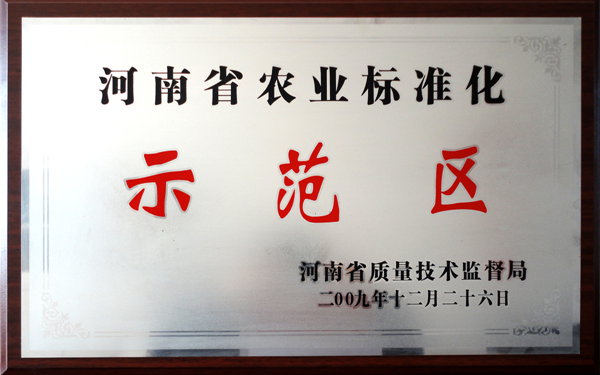 河南省农业标准化
示范区
河南省质量技术监督局
二00九年十二月二十六日